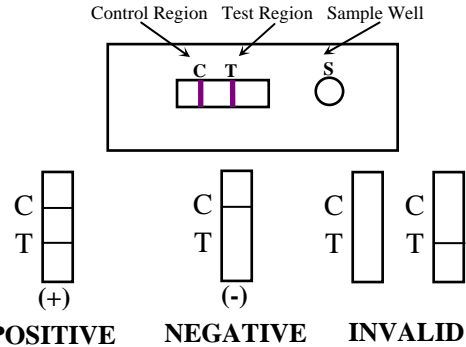 Control Region Test Region Sample Well
C T S
C C C C
T T T T
(+) (-)
POSITIVE NEGATIVE INVALID